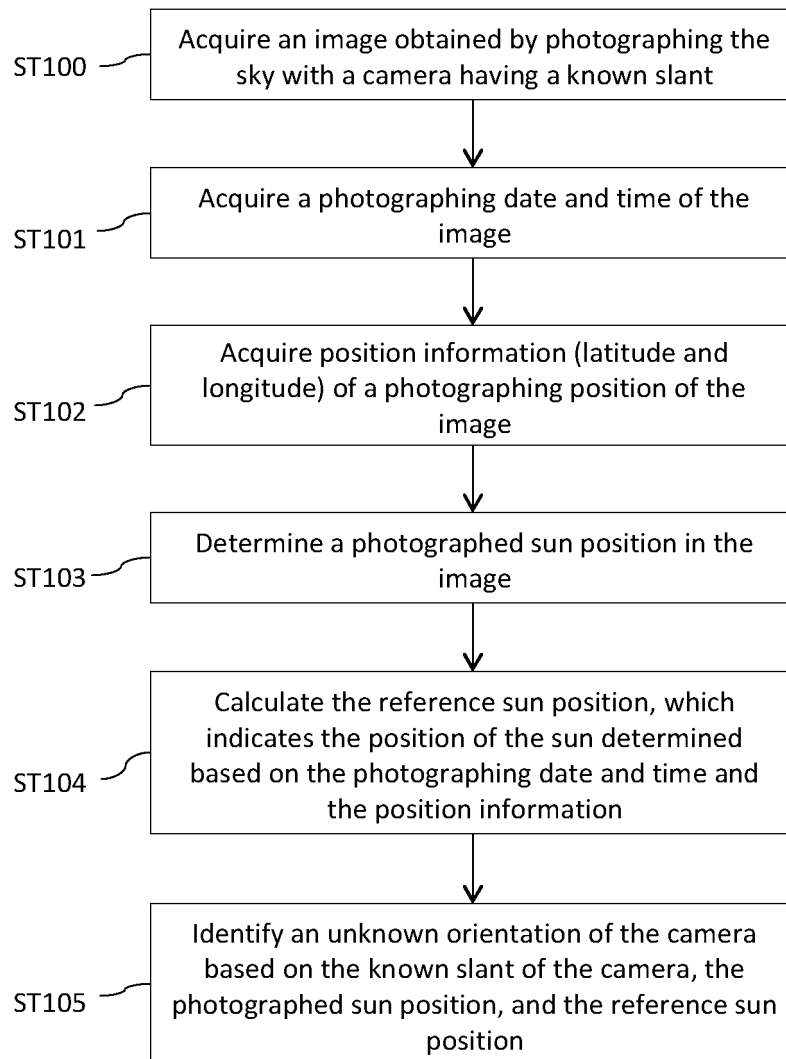 ST100
Acquire an image obtained by photographing the
sky with a camera having a known slant
ST101
Acquire a photographing date and time of the
image
ST102
Acquire position information (latitude and
longitude) of a photographing position of the
image
ST103
Determine a photographed sun position in the
image
ST104
Calculate the reference sun position, which
indicates the position of the sun determined
based on the photographing date and time and
the position information
ST105
Identify an unknown orientation of the camera
based on the known slant of the camera, the
photographed sun position, and the reference sun
position